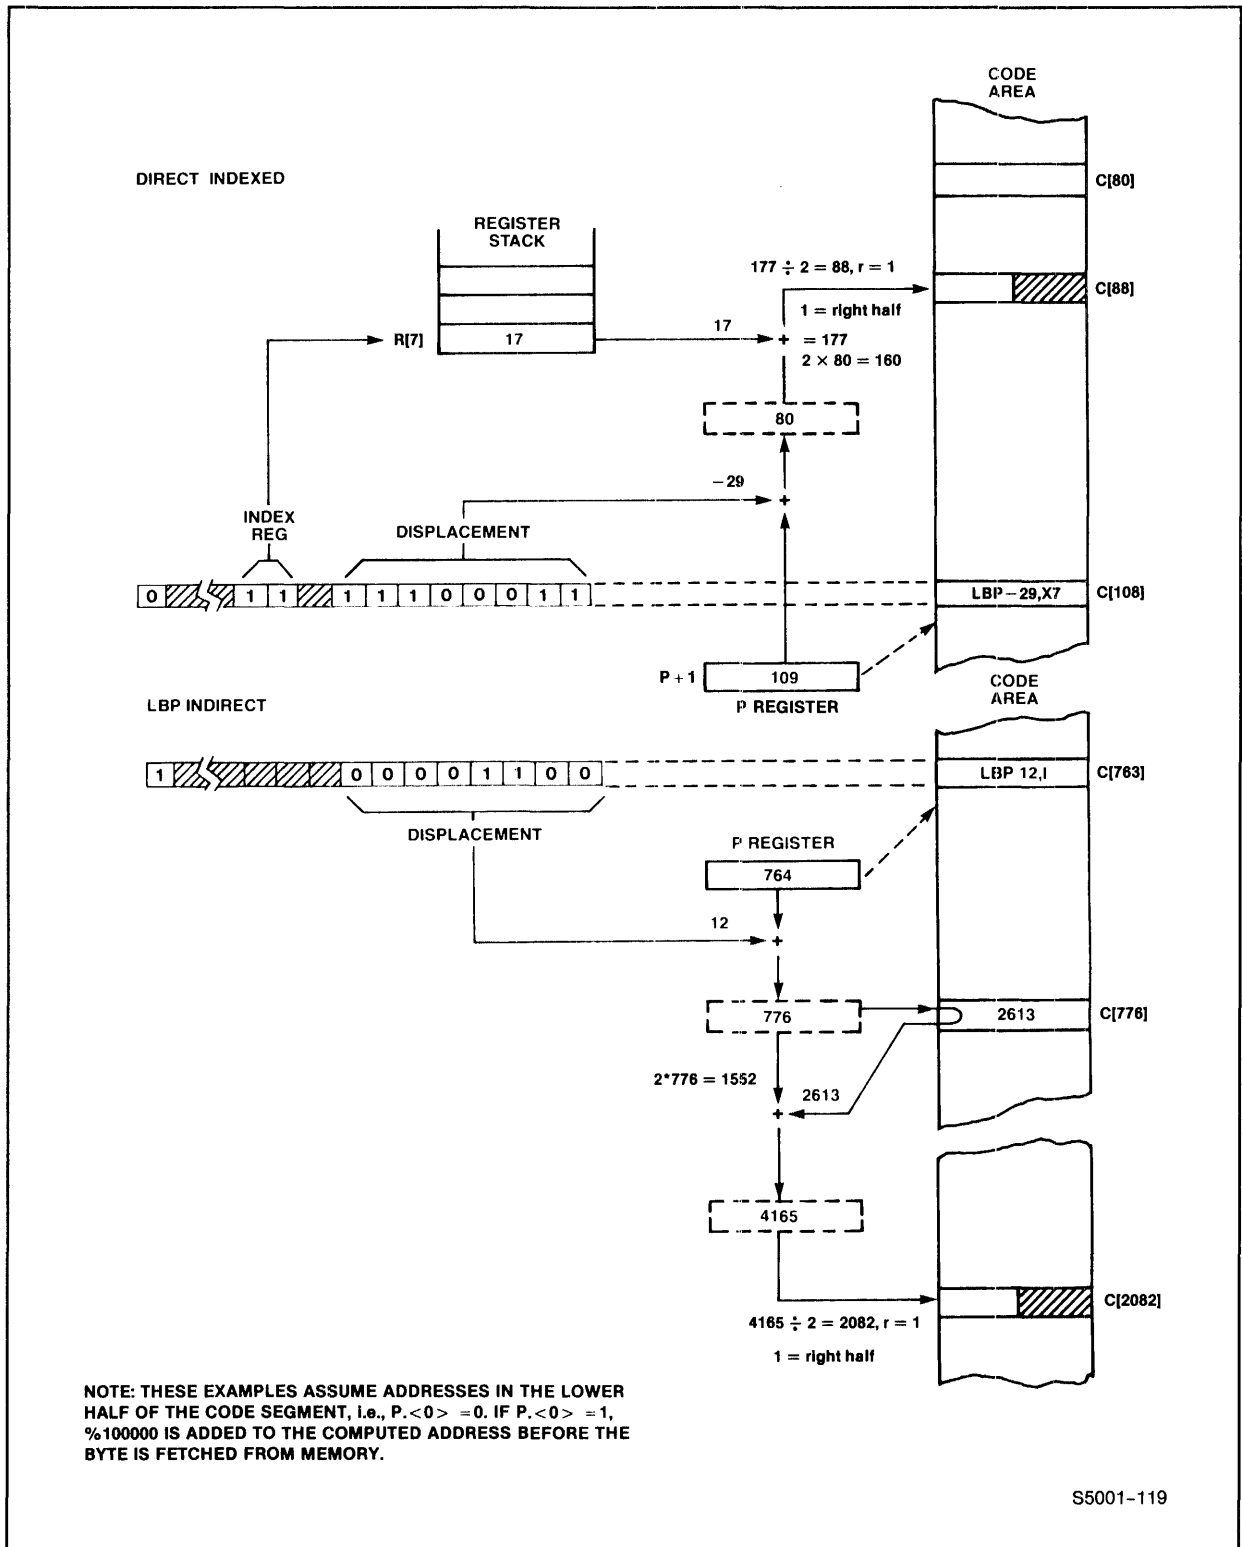 CODE
AREA
DIRECT INDEXED
C[80]
REGISTER
STACK
177 ÷ 2 = 88, r = 1
C[88]
1 = right half
R[7]
17
17
+
= 177
2 × 80 = 160
80
−29
+
INDEX
REG
DISPLACEMENT
0 1 1 1 1 1 0 0 0 1 1
LBP−29,X7
C[108]
P + 1
109
P REGISTER
CODE
AREA
LBP INDIRECT
1 0 0 0 0 1 1 0 0
LBP 12,I
C[763]
DISPLACEMENT
P REGISTER
764
12
+
776
2613
C[776]
2*776 = 1552
2613
+
4165
C[2082]
4165 ÷ 2 = 2082, r = 1
1 = right half
NOTE: THESE EXAMPLES ASSUME ADDRESSES IN THE LOWER
HALF OF THE CODE SEGMENT, i.e., P.<0> =0. IF P.<0> =1,
%100000 IS ADDED TO THE COMPUTED ADDRESS BEFORE THE
BYTE IS FETCHED FROM MEMORY.
S5001-119